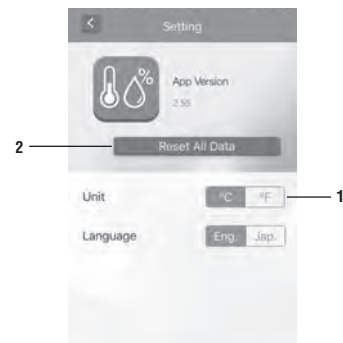 Setting
%
App Version
2.55
2
Reset All Data
Unit
°C °F
1
Language
Eng. Jap.